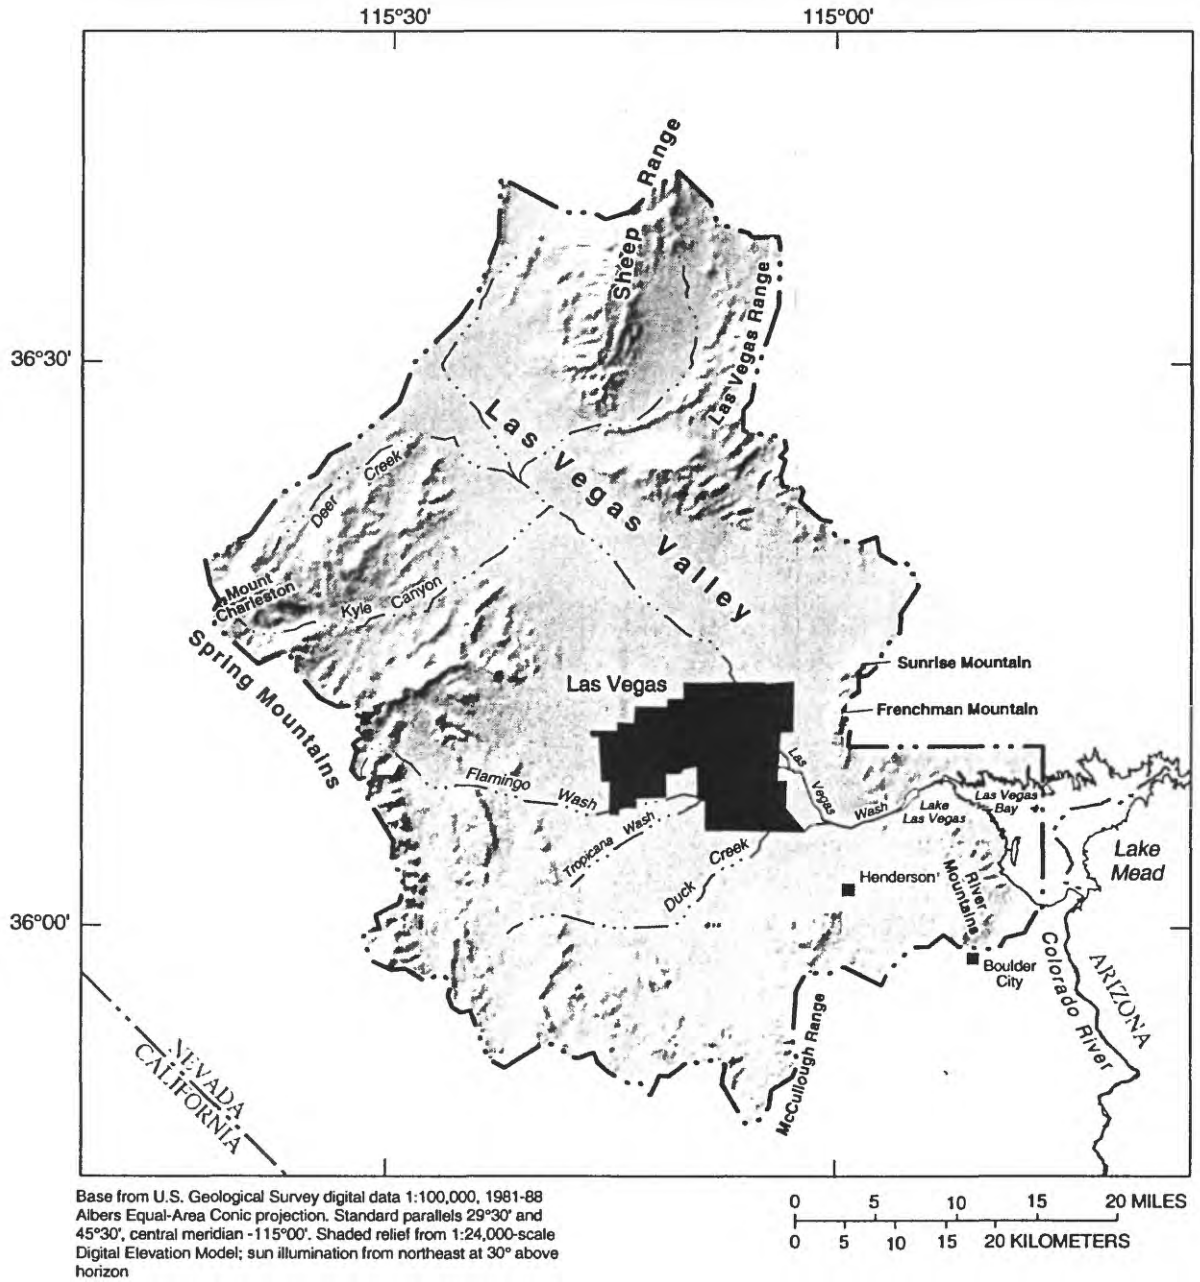 115°30'
115°00'
Sheep Range
36°30'
Las Vegas Range
Las Vegas Valley
Deer Creek
Mount
Charleston
Kyle Canyon
Spring Mountains
Sunrise Mountain
Las Vegas
Frenchman Mountain
Flamingo Wash
Las Vegas Wash
Las Vegas
Bay
Lake
Las Vegas
Tropicana Wash
Lake
Mead
Duck Creek
Henderson
River
Mountains
36°00'
Boulder
City
Colorado River
ARIZONA
McCullough Range
NEVADA
CALIFORNIA
Base from U.S. Geological Survey digital data 1:100,000, 1981-88
Albers Equal-Area Conic projection. Standard parallels 29°30' and
45°30', central meridian -115°00'. Shaded relief from 1:24,000-scale
Digital Elevation Model; sun illumination from northeast at 30° above
horizon
0 5 10 15 20 MILES
0 5 10 15 20 KILOMETERS